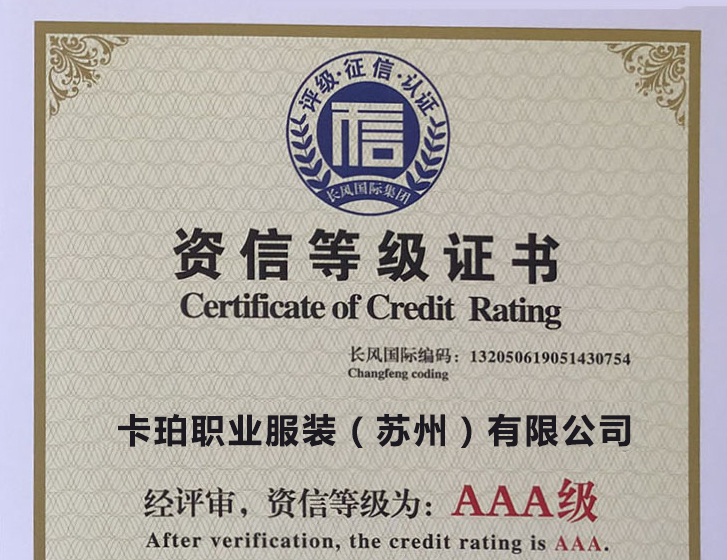 评级·征信·认证
信
长风国际集团
资信等级证书
Certificate of Credit Rating
长风国际编码：132050619051430754
Changfeng coding
卡珀职业服装（苏州）有限公司
经评审，资信等级为：AAA级
After verification, the credit rating is AAA.